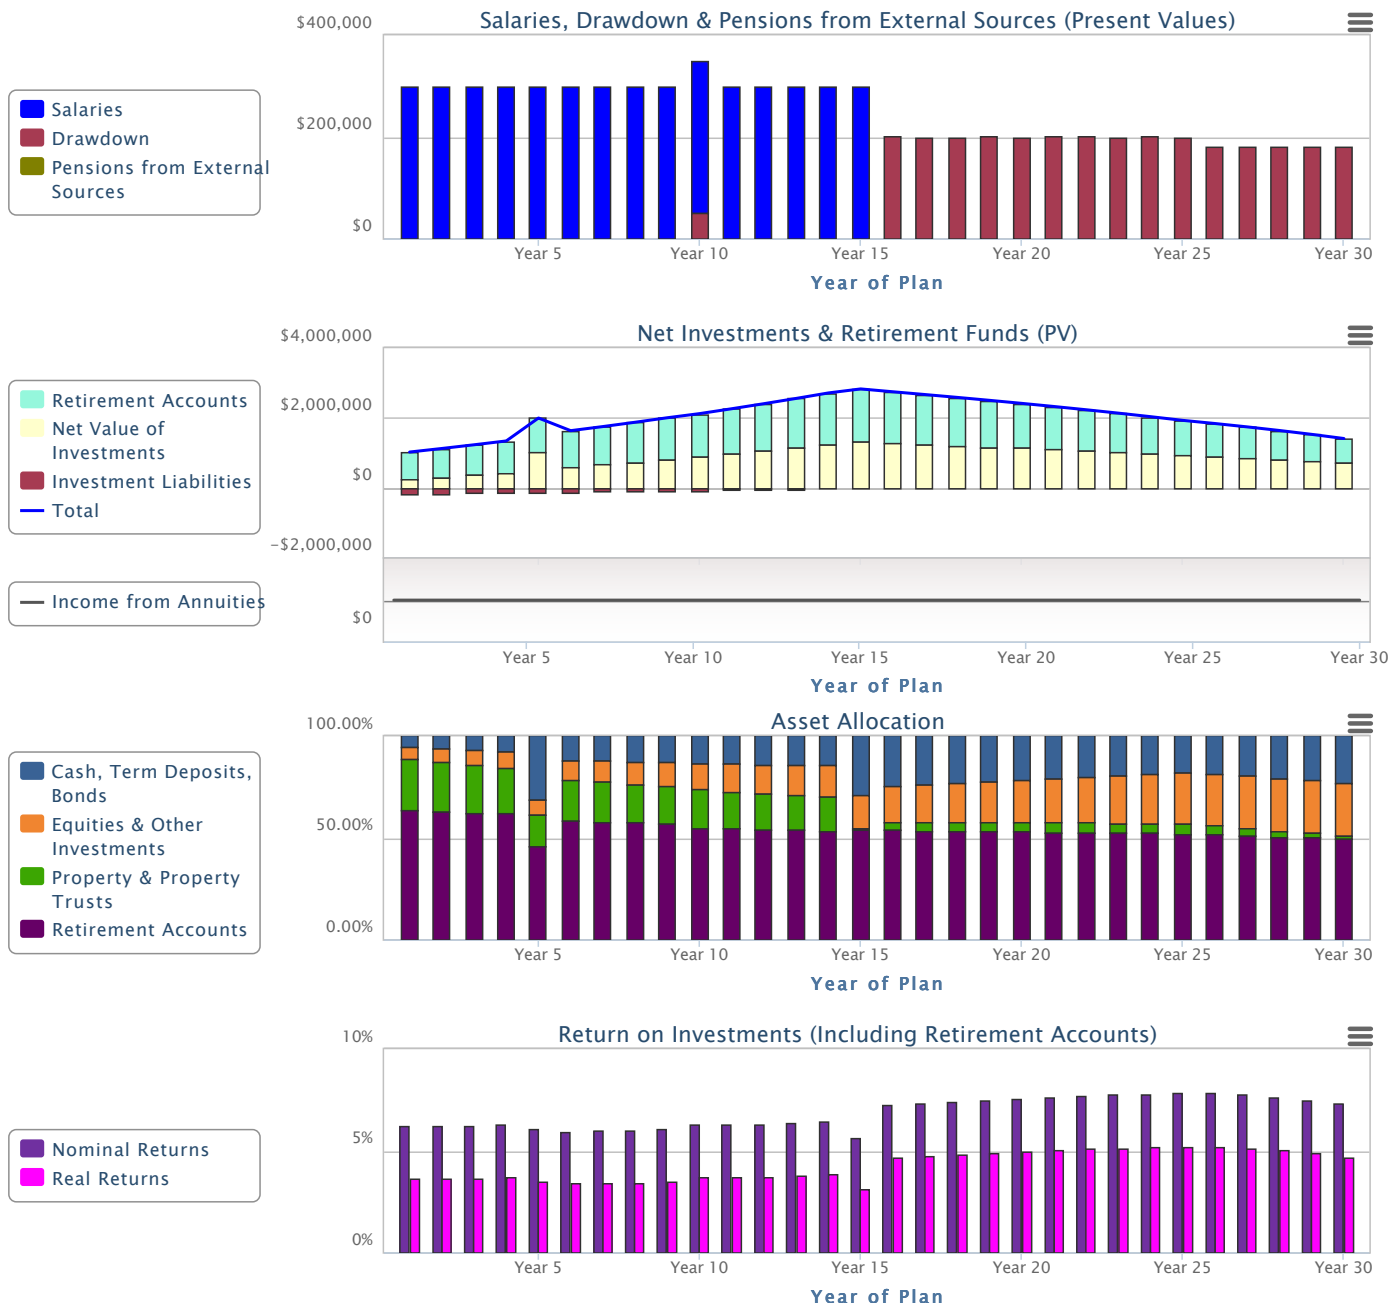 Salaries, Drawdown & Pensions from External Sources (Present Values)
$400,000
$200,000
$0
Salaries
Drawdown
Pensions from External
Sources
Year 5
Year 10
Year 15
Year 20
Year 25
Year 30
Year of Plan
Net Investments & Retirement Funds (PV)
$4,000,000
$2,000,000
$0
−$2,000,000
Retirement Accounts
Net Value of
Investments
Investment Liabilities
Total
Income from Annuities
$0
Year 5
Year 10
Year 15
Year 20
Year 25
Year 30
Year of Plan
Asset Allocation
100.00%
50.00%
0.00%
Cash, Term Deposits,
Bonds
Equities & Other
Investments
Property & Property
Trusts
Retirement Accounts
Year 5
Year 10
Year 15
Year 20
Year 25
Year 30
Year of Plan
Return on Investments (Including Retirement Accounts)
10%
5%
0%
Nominal Returns
Real Returns
Year 5
Year 10
Year 15
Year 20
Year 25
Year 30
Year of Plan